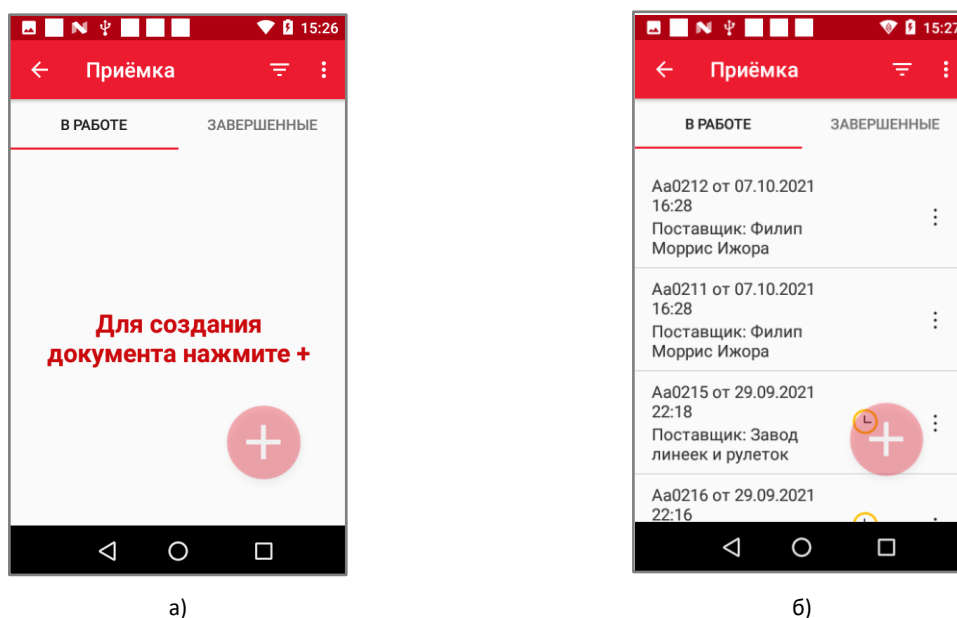 15:26
Приёмка
В РАБОТЕ ЗАВЕРШЕННЫЕ
Для создания
документа нажмите +
а)
15:27
Приёмка
В РАБОТЕ ЗАВЕРШЕННЫЕ
Аа0212 от 07.10.2021
16:28
Поставщик: Филип
Моррис Ижора
Аа0211 от 07.10.2021
16:28
Поставщик: Филип
Моррис Ижора
Аа0215 от 29.09.2021
22:18
Поставщик: Завод
линеек и рулеток
Аа0216 от 29.09.2021
22:16
б)